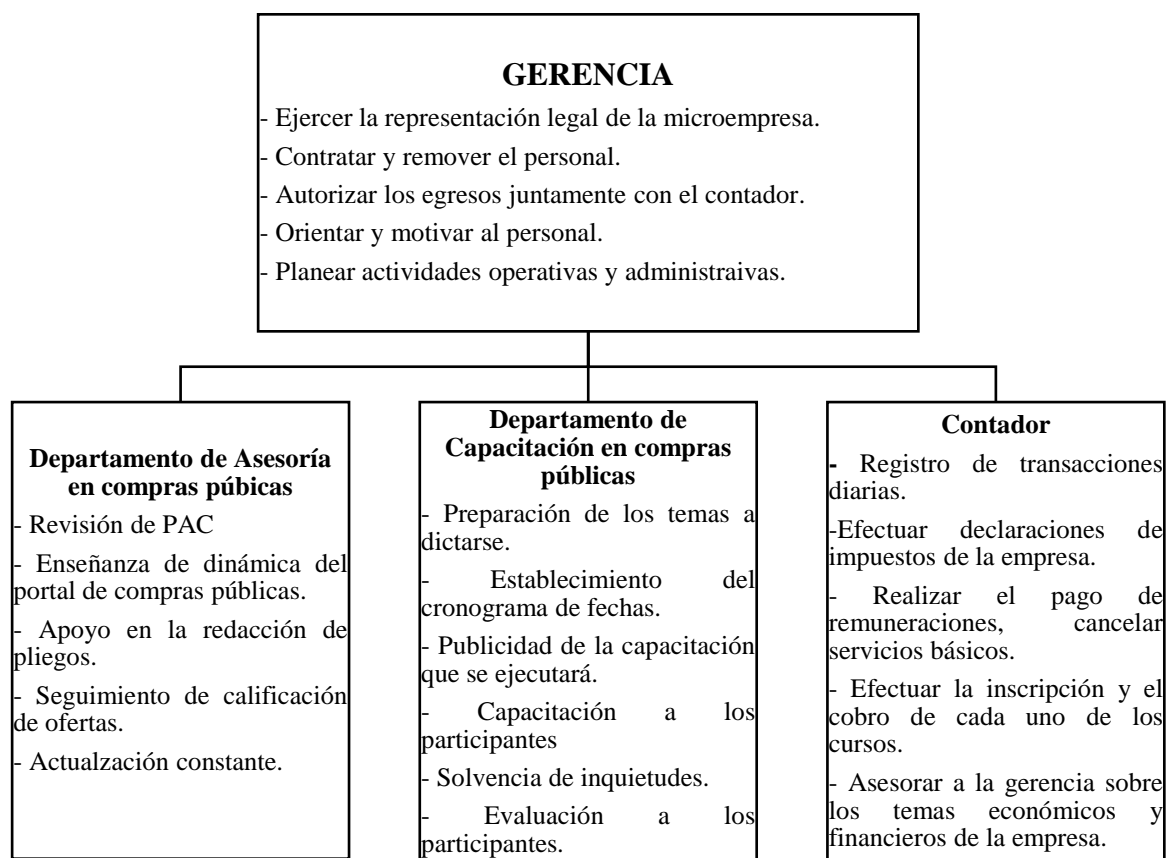 GERENCIA
- Ejercer la representación legal de la microempresa.
- Contratar y remover el personal.
- Autorizar los egresos juntamente con el contador.
- Orientar y motivar al personal.
- Planear actividades operativas y administraivas.
Departamento de Asesoría
en compras púbicas
- Revisión de PAC
- Enseñanza de dinámica del
portal de compras públicas.
- Apoyo en la redacción de
pliegos.
- Seguimiento de calificación
de ofertas.
- Actualzación constante.
Departamento de
Capacitación en compras
públicas
- Preparación de los temas a
dictarse.
- Establecimiento del
cronograma de fechas.
- Publicidad de la capacitación
que se ejecutará.
- Capacitación a los
participantes
- Solvencia de inquietudes.
- Evaluación a los
participantes.
Contador
- Registro de transacciones
diarias.
-Efectuar declaraciones de
impuestos de la empresa.
- Realizar el pago de
remuneraciones, cancelar
servicios básicos.
- Efectuar la inscripción y el
cobro de cada uno de los
cursos.
- Asesorar a la gerencia sobre
los temas económicos y
financieros de la empresa.